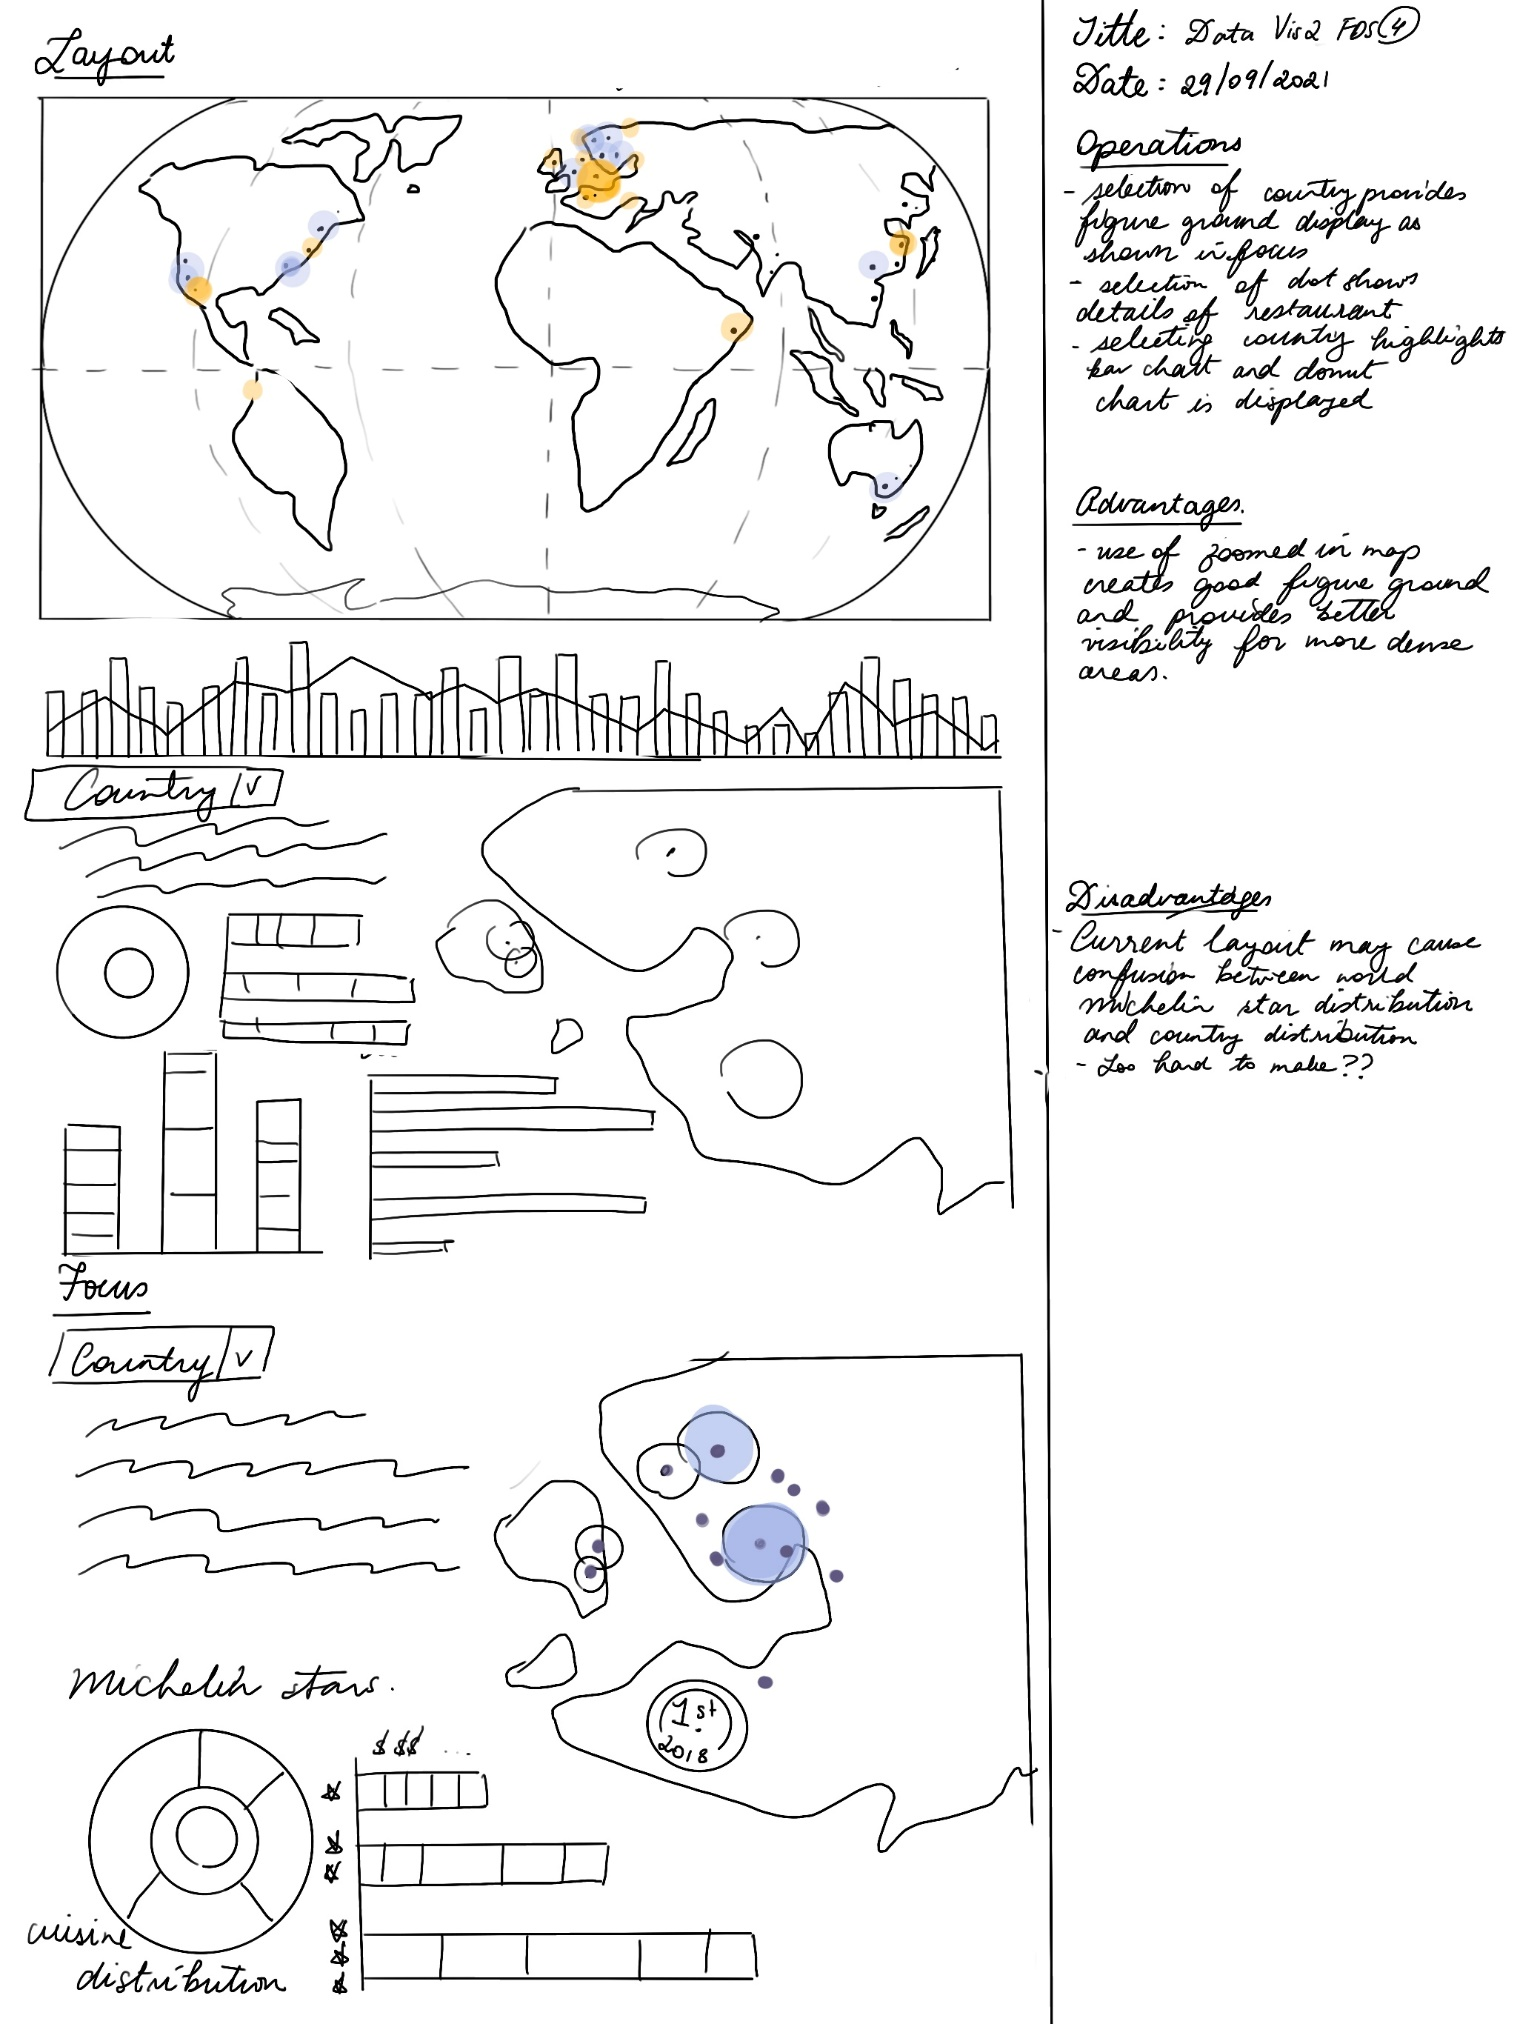 Layout
Title: Data Vis2 FDS 4
Date: 29/09/2021
Operations
- selection of country provides
figure ground display as
shown in focus
- selection of dot shows
details of restaurant
- selecting country highlights
bar chart and donut
chart is displayed
Advantages.
- use of zoomed in map
creates good figure ground
and provides better
visibility for more dense
areas.
Disadvantages
- Current layout may cause
confusion between world
Michelin star distribution
and country distribution
- Too hard to make??
Country v
Focus
Country v
1st
2018
Michelin stars.
$ $$ ...
cuisine
distribution